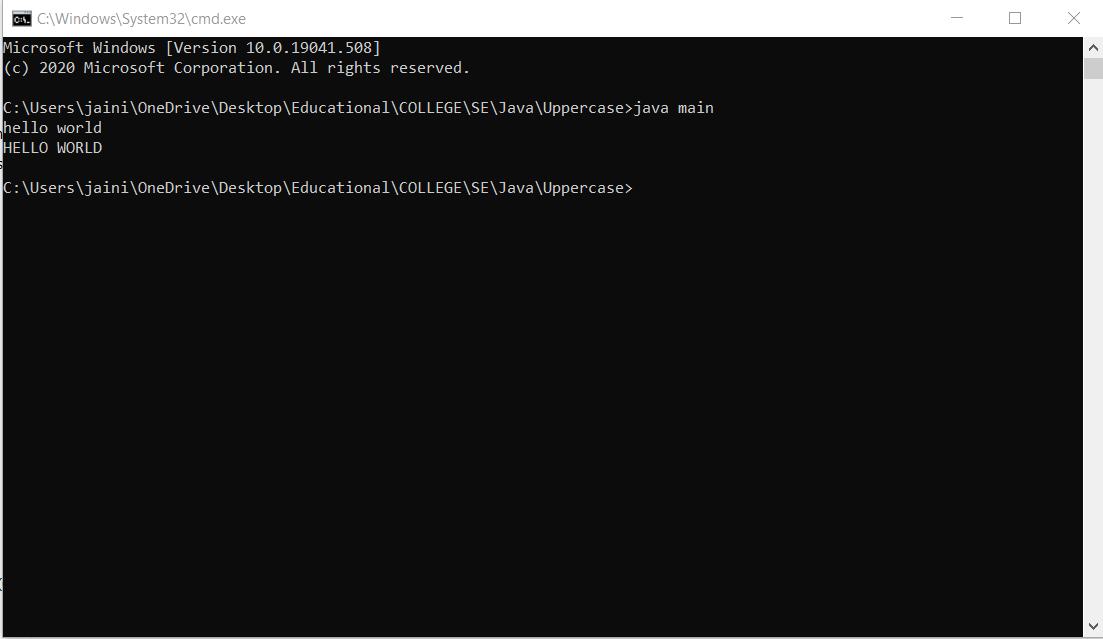 C:\Windows\System32\cmd.exe
Microsoft Windows [Version 10.0.19041.508]
(c) 2020 Microsoft Corporation. All rights reserved.
C:\Users\jaini\OneDrive\Desktop\Educational\COLLEGE\SE\Java\Uppercase>java main
hello world
HELLO WORLD
C:\Users\jaini\OneDrive\Desktop\Educational\COLLEGE\SE\Java\Uppercase>